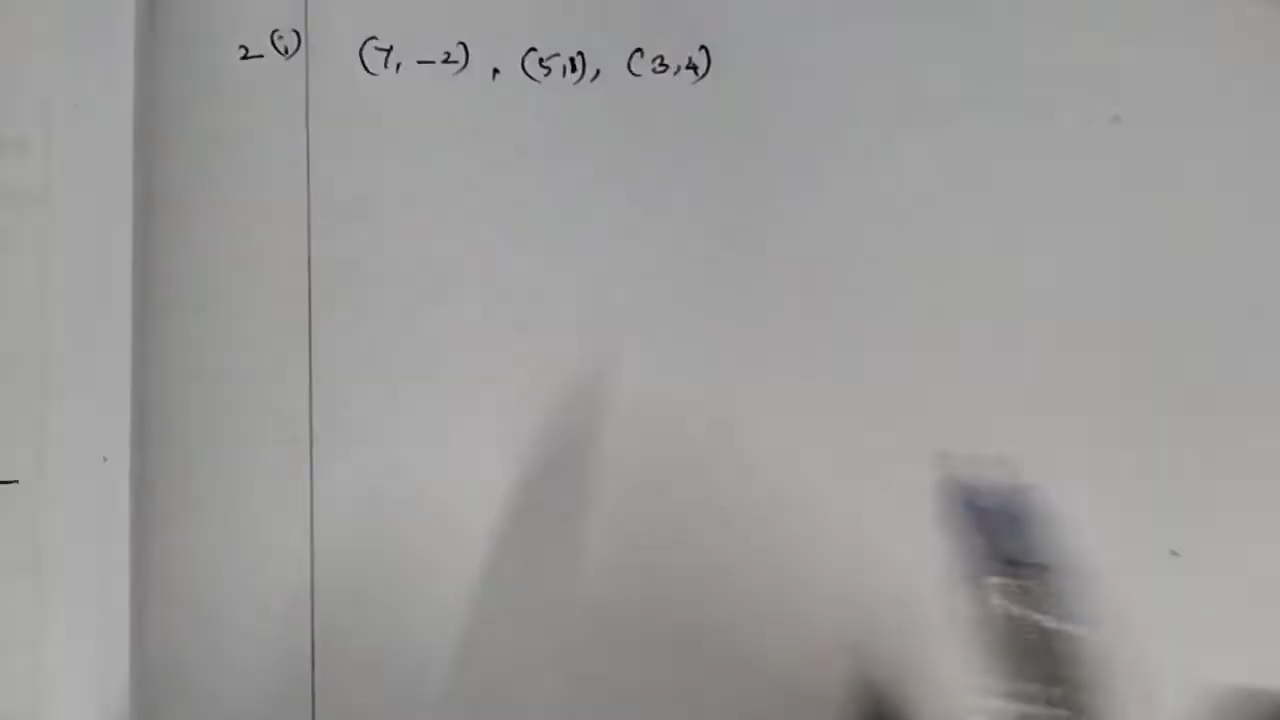 2(i) (7, -2), (5,1), (3,4)